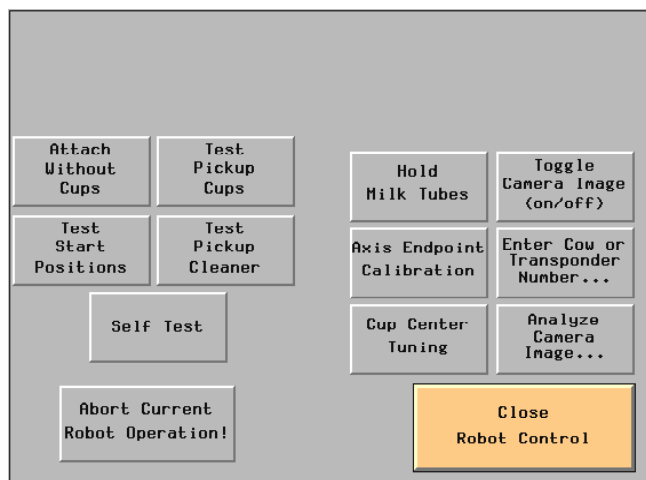 Attach
Without
Cups
Test
Pickup
Cups
Test
Start
Positions
Test
Pickup
Cleaner
Self Test
Abort Current
Robot Operation!
Hold
Milk Tubes
Toggle
Camera Image
(on/off)
Axis Endpoint
Calibration
Enter Cow or
Transponder
Number...
Cup Center
Tuning
Analyze
Camera
Image...
Close
Robot Control